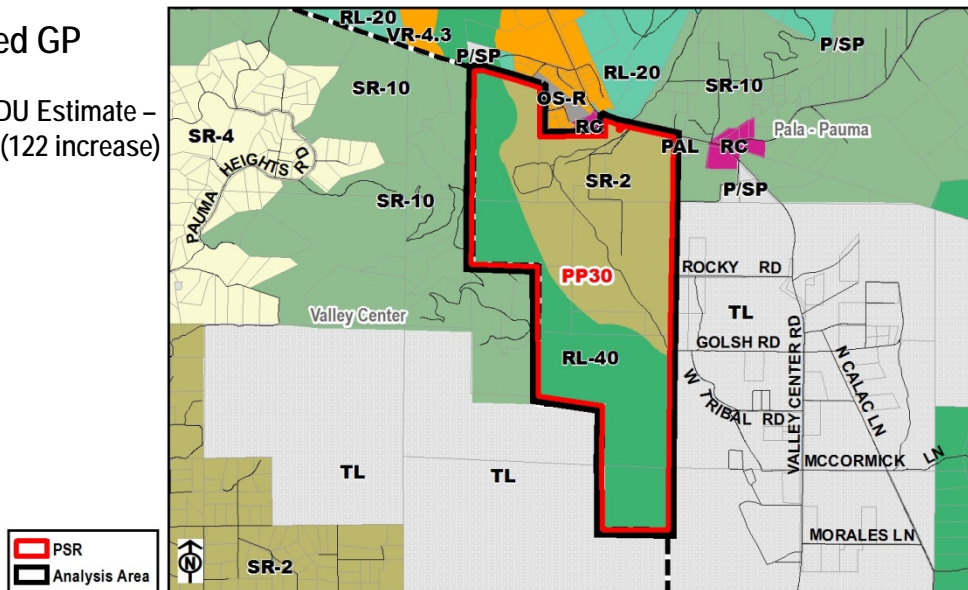 ed GP
DU Estimate –
(122 increase)
RL-20
VR-4.3
P/SP
P/SP
RL-20
SR-10
SR-10
OS-R
RC
Pala - Pauma
SR-4
PAUMA HEIGHTS RD
PAL
RC
SR-2
P/SP
SR-10
PP30
ROCKY RD
Valley Center
TL
GOLSH RD
RL-40
W TRIBAL RD
VALLEY CENTER RD
N CALAC LN
TL
TL
MCCORMICK LN
MORALES LN
SR-2
N
PSR
Analysis Area